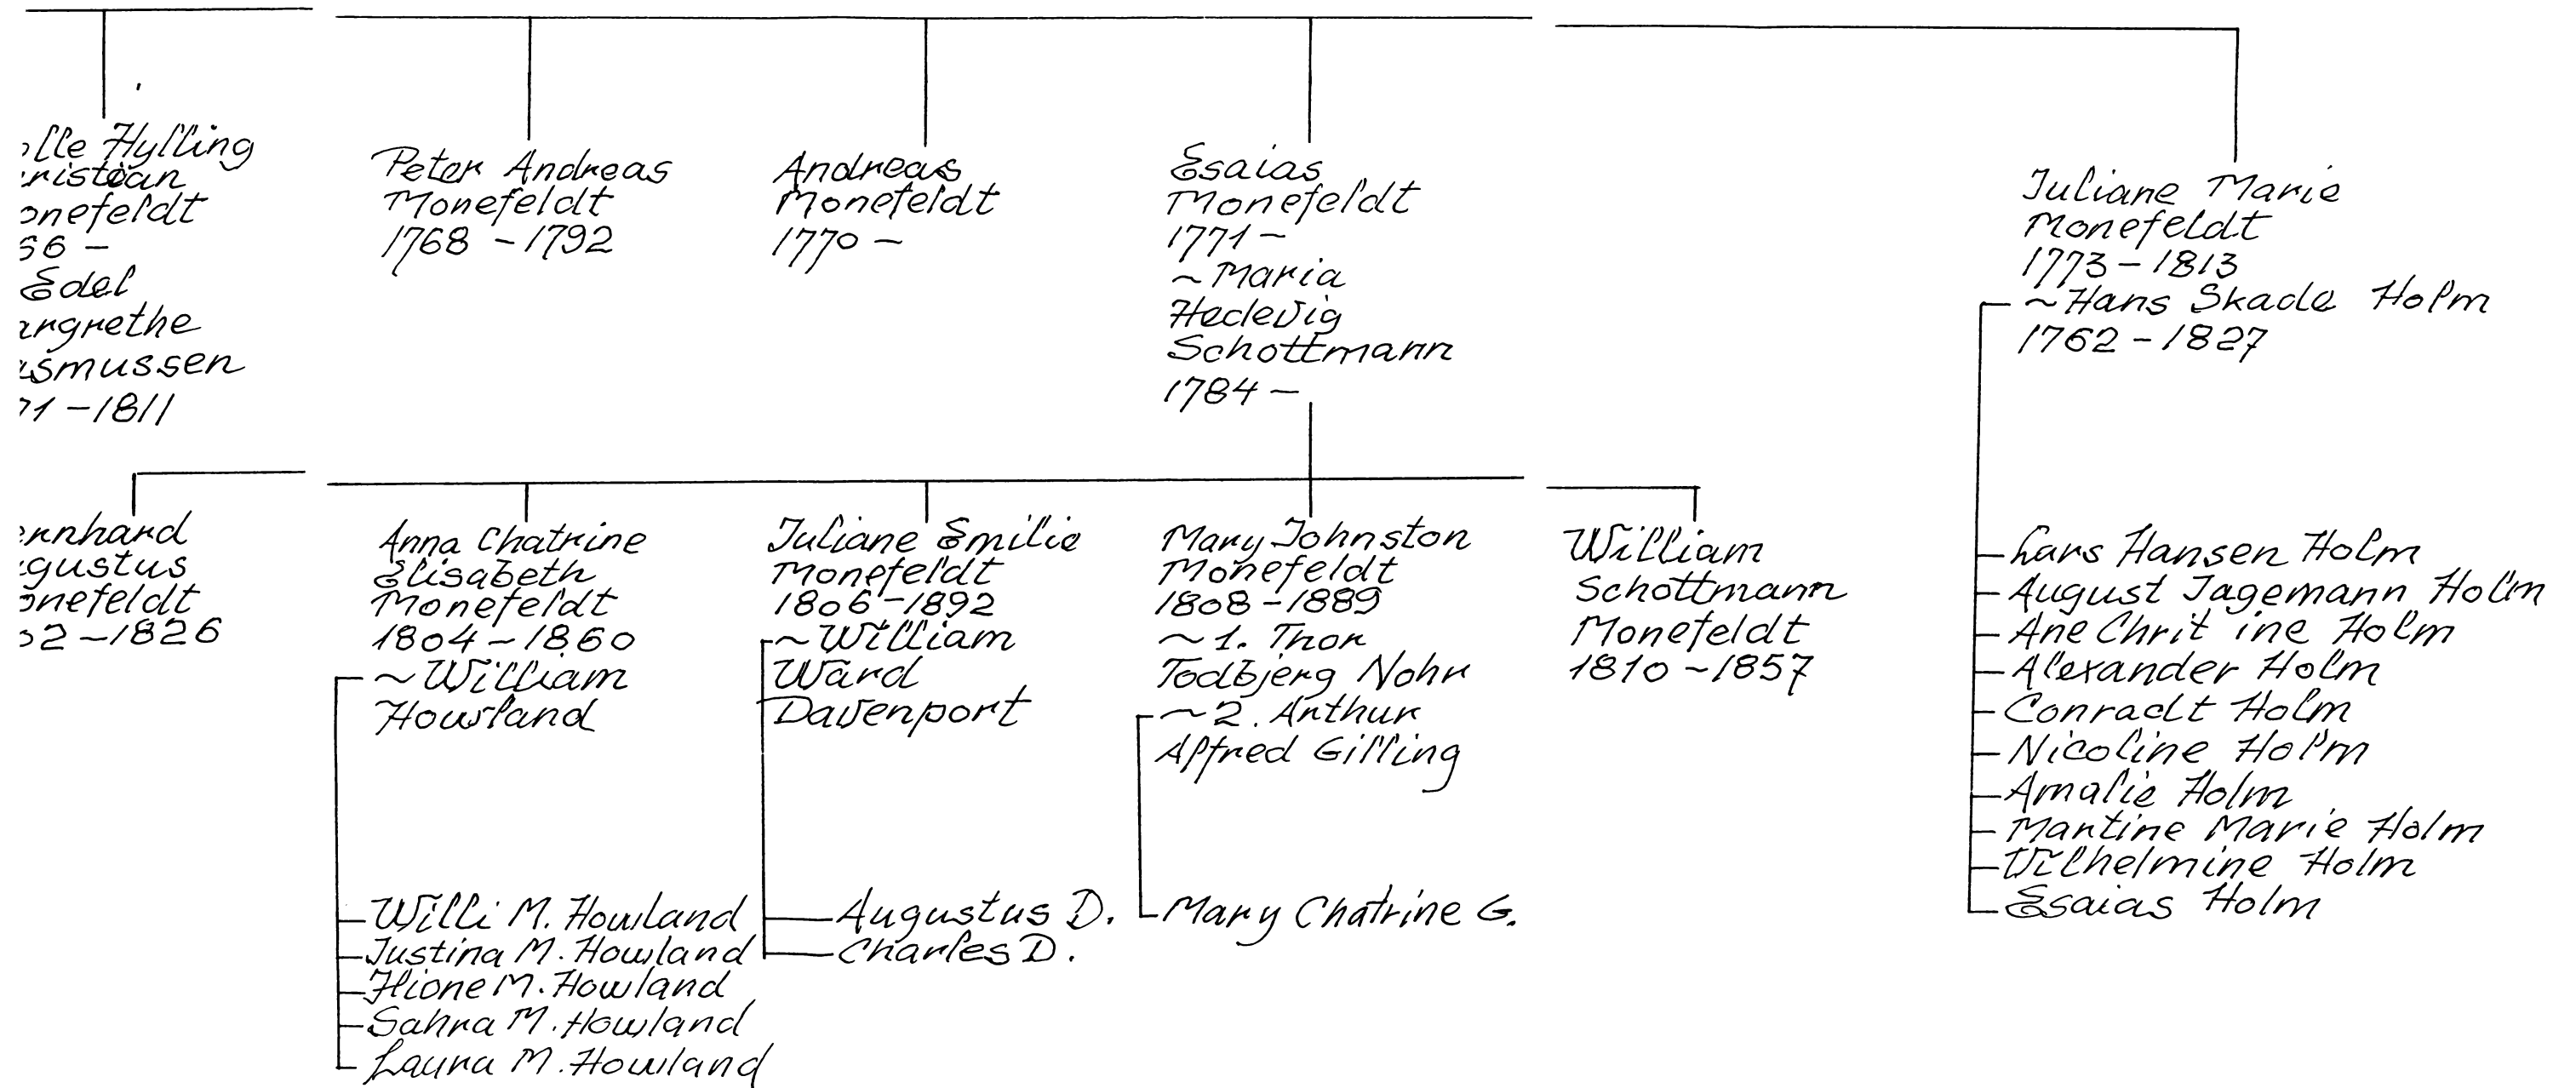 Hylling
1811
Peter Andreas
Monefeldt
1768 - 1792
Andreas
Monefeldt
1770 -
Esaias
Monefeldt
1771 -
~ Maria
Hedevig
Schottmann
1784 -
Juliane Marie
Monefeldt
1773 - 1813
~ Hans Skade Holm
1762 - 1827
1826
Anna Chatrine
Elisabeth
Monefeldt
1804 - 1860
~ William
Howland
Willi M. Howland
Justina M. Howland
Hione M. Howland
Sahra M. Howland
Laura M. Howland
Juliane Emilie
Monefeldt
1806 - 1892
~ William
Ward
Davenport
Augustus D.
Charles D.
Mary Johnston
Monefeldt
1808 - 1889
~ 1. Thor
Todbjerg Nohr
~ 2. Arthur
Alfred Gilling
Mary Chatrine G.
William
Schottmann
Monefeldt
1810 - 1857
Lars Hansen Holm
August Jagemann Holm
Ane Chrit ine Holm
Alexander Holm
Conradt Holm
Nicoline Holm
Amalie Holm
Martine Marie Holm
Vilhelmine Holm
Esaias Holm